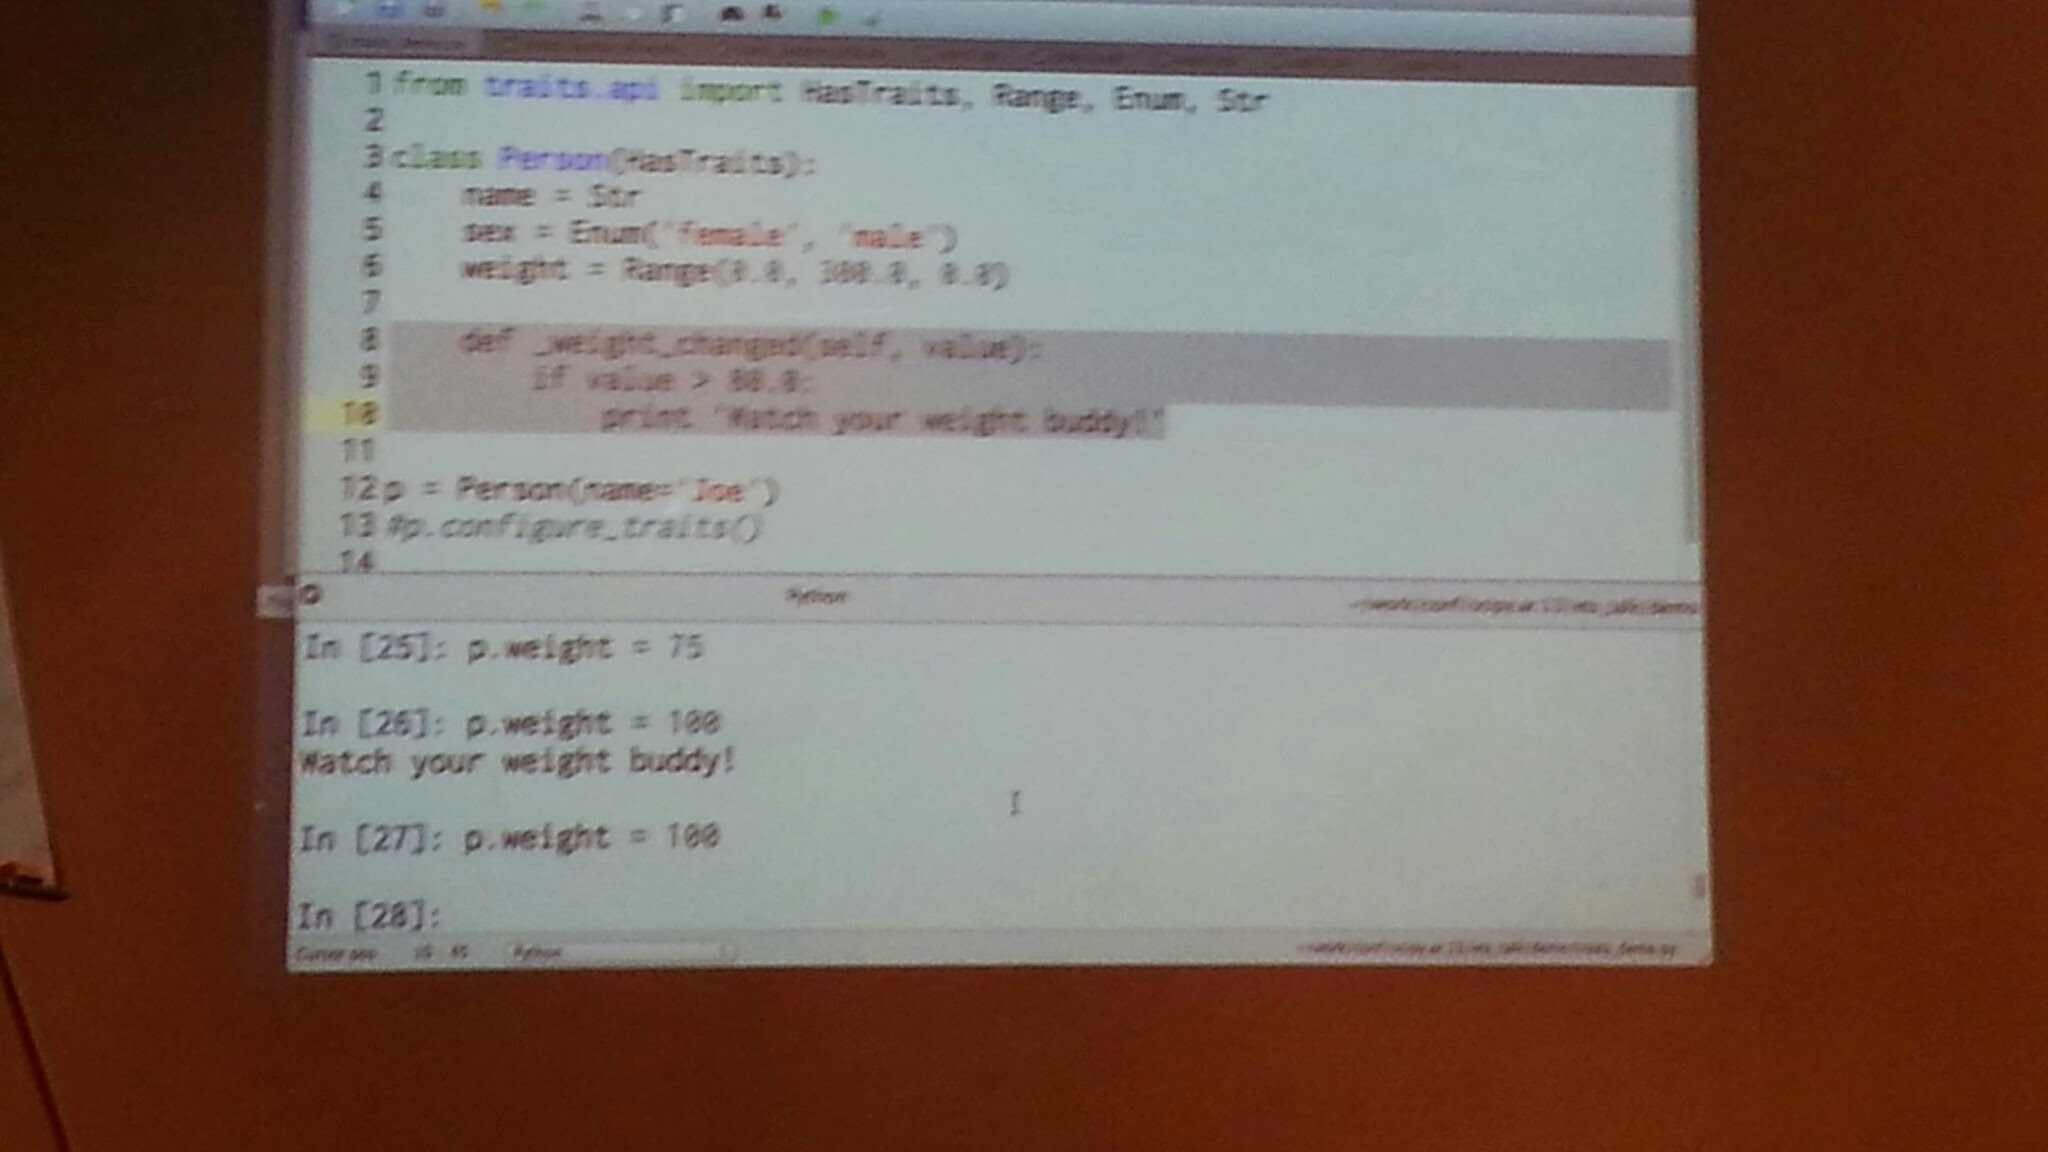 1 from traits.api import HasTraits, Range, Enum, Str
2
3 class Person(HasTraits):
4 name = Str
5 sex = Enum('female', 'male')
6 weight = Range(0.0, 300.0, 0.0)
7
8 def _weight_changed(self, value):
9 if value > 80.0:
10 print 'Watch your weight buddy!'
11
12 p = Person(name='Joe')
13 #p.configure_traits()
14
Python
In [25]: p.weight = 75
In [26]: p.weight = 100
Watch your weight buddy!
In [27]: p.weight = 100
In [28]:
Cursor pos 10 Python